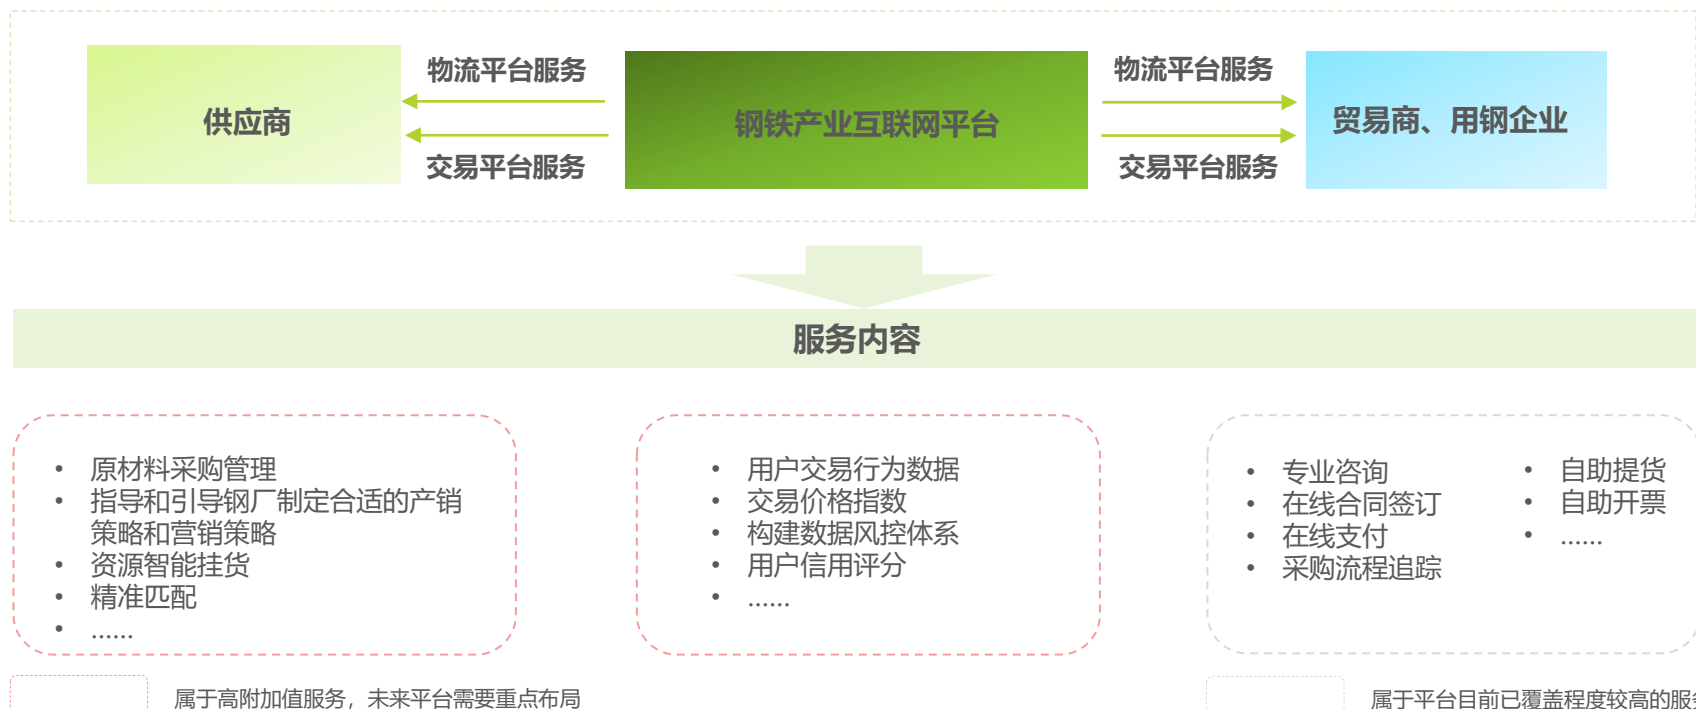 物流平台服务
物流平台服务
供应商
钢铁产业互联网平台
贸易商、用钢企业
交易平台服务
交易平台服务
服务内容
• 原材料采购管理
• 指导和引导钢厂制定合适的产销
策略和营销策略
• 资源智能挂货
• 精准匹配
• ......
• 用户交易行为数据
• 交易价格指数
• 构建数据风控体系
• 用户信用评分
• ......
• 专业咨询
• 在线合同签订
• 在线支付
• 采购流程追踪
• 自助提货
• 自助开票
• ......
属于高附加值服务，未来平台需要重点布局
属于平台目前已覆盖程度较高的服务